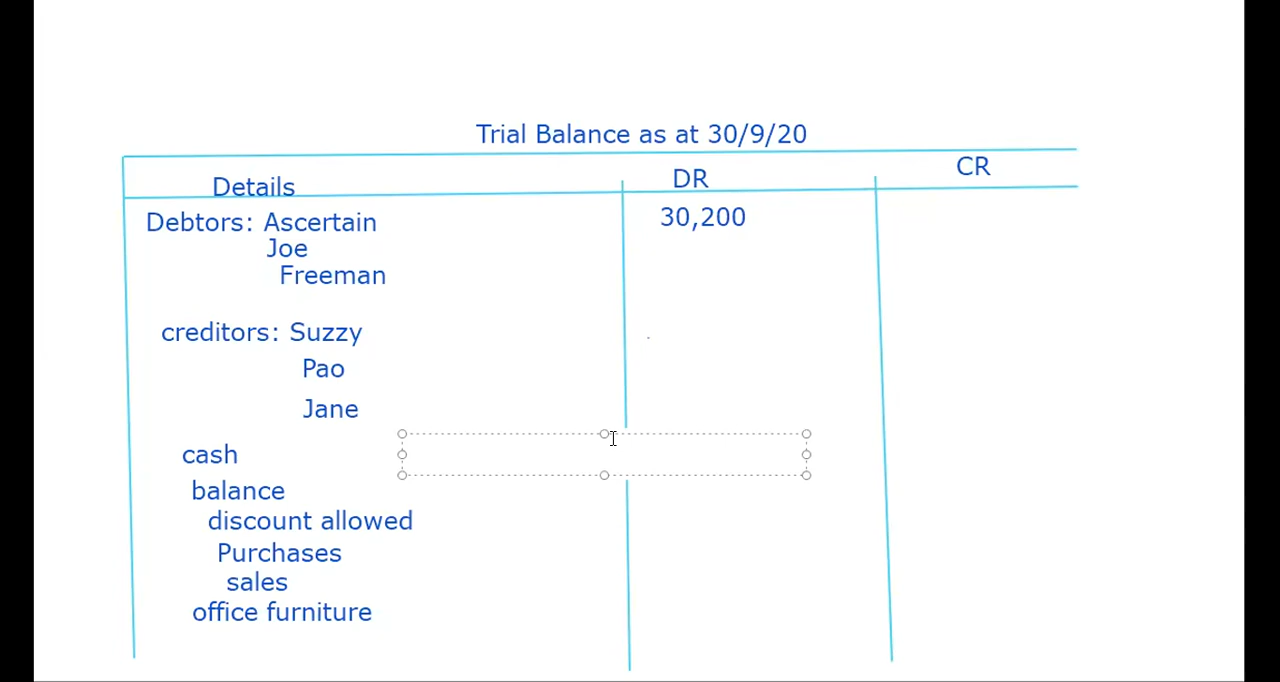 Trial Balance as at 30/9/20
Details DR CR
Debtors: Ascertain 30,200
Joe
Freeman
creditors: Suzzy
Pao
Jane
cash
balance
discount allowed
Purchases
sales
office furniture